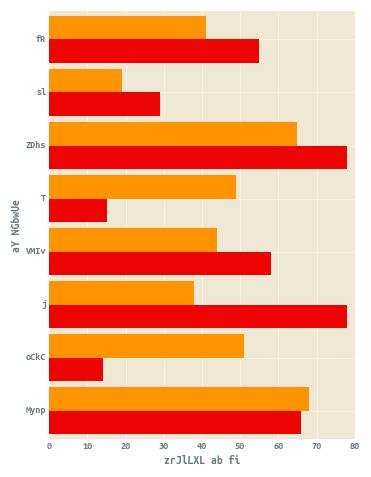 fR
sl
ZDhs
T
VMIv
j
oCkC
Mynp
aY NGbwUe
0 10 20 30 40 50 60 70 80
zrJlLXL ab fi